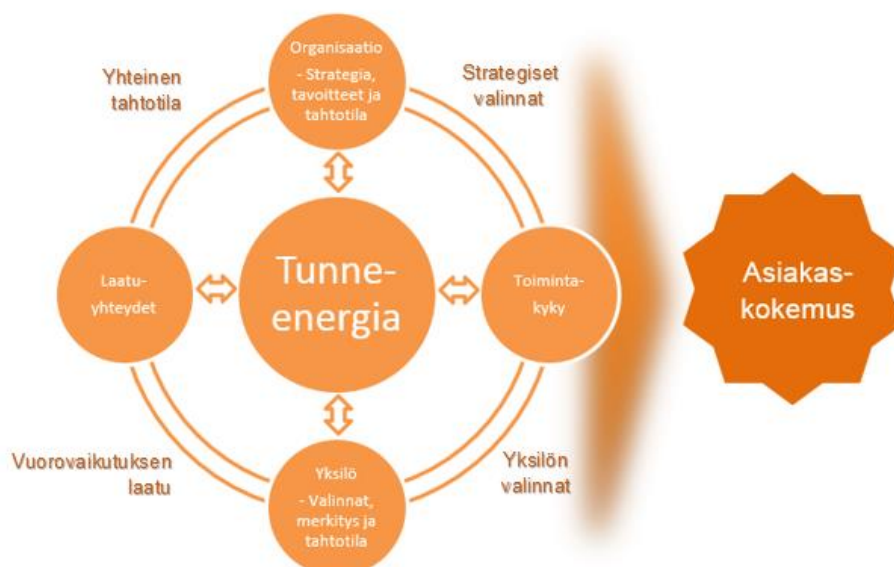 Organisaatio
- Strategia,
tavoitteet ja
tahtotila
Yhteinen
tahtotila
Strategiset
valinnat
Laatu-
yhteydet
Tunne-
energia
Toiminta-
kyky
Asiakas-
kokemus
Vuorovaikutuksen
laatu
Yksilö
- Valinnat,
merkitys ja
tahtotila
Yksilön
valinnat